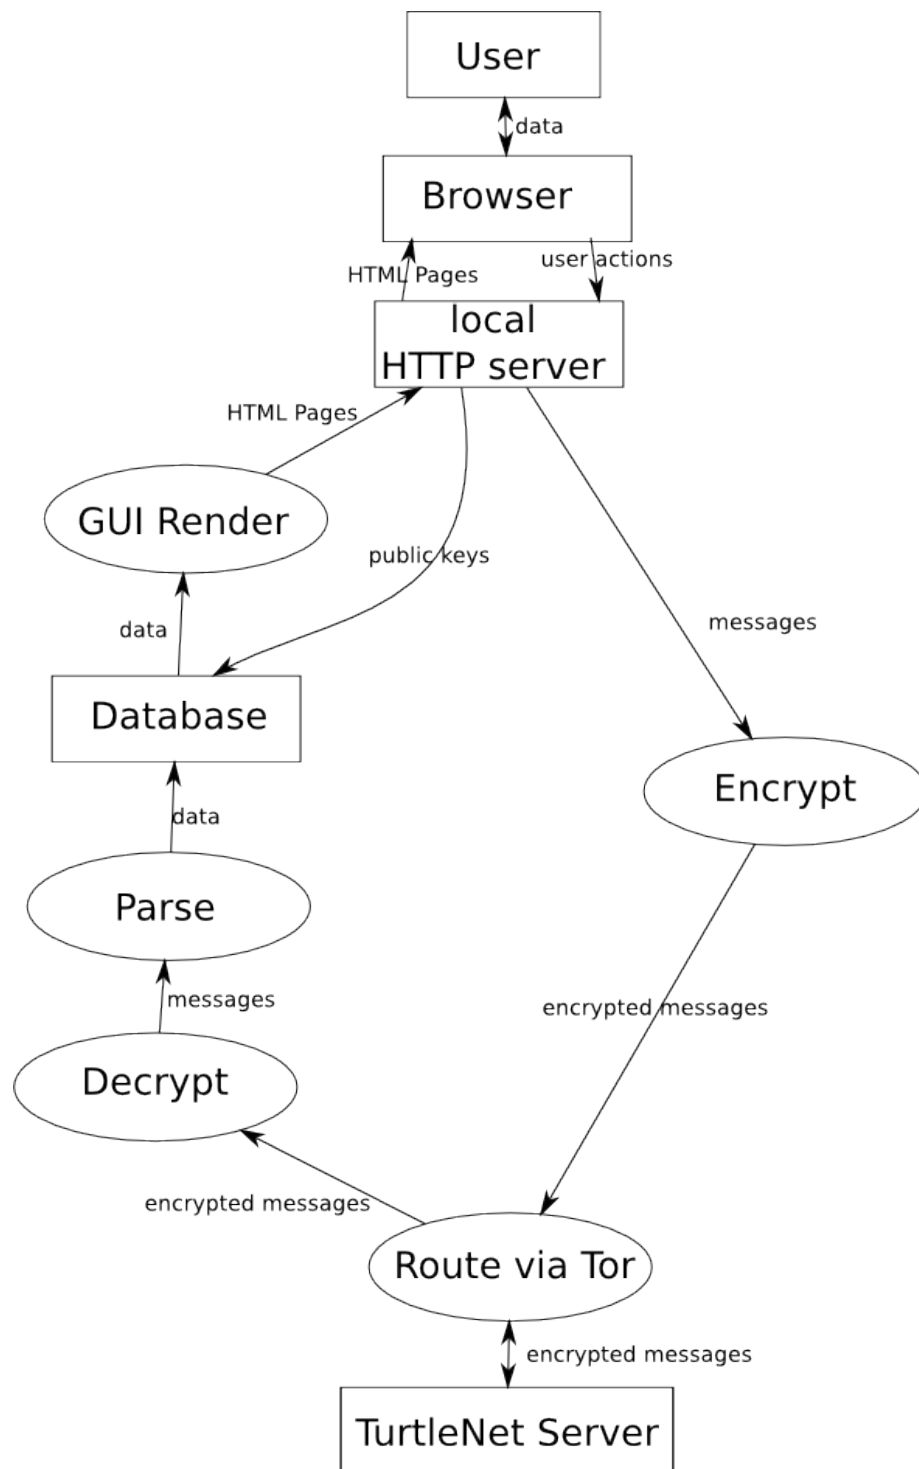 User
data
Browser
user actions
HTML Pages
local
HTTP server
HTML Pages
GUI Render
public keys
messages
data
Database
Encrypt
data
Parse
messages
encrypted messages
Decrypt
encrypted messages
Route via Tor
encrypted messages
TurtleNet Server